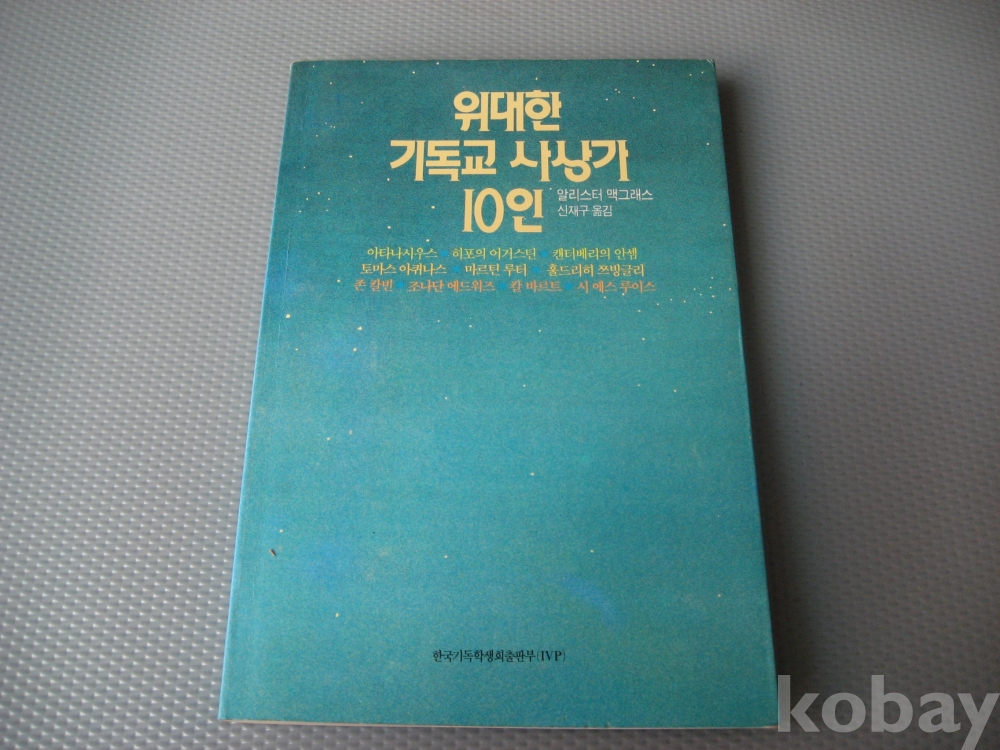 위대한
기독교 사상가
10인
알리스터 맥그래스
신재구 옮김
아타나시우스 히포의 어거스틴 캔터베리의 안셈
토마스 아퀴나스 마르틴 루터 훌드리히 쯔빙글리
존 칼빈 조나단 에드워즈 칼 바르트 시 에스 루이스
한국기독학생회출판부(IVP)
kobay